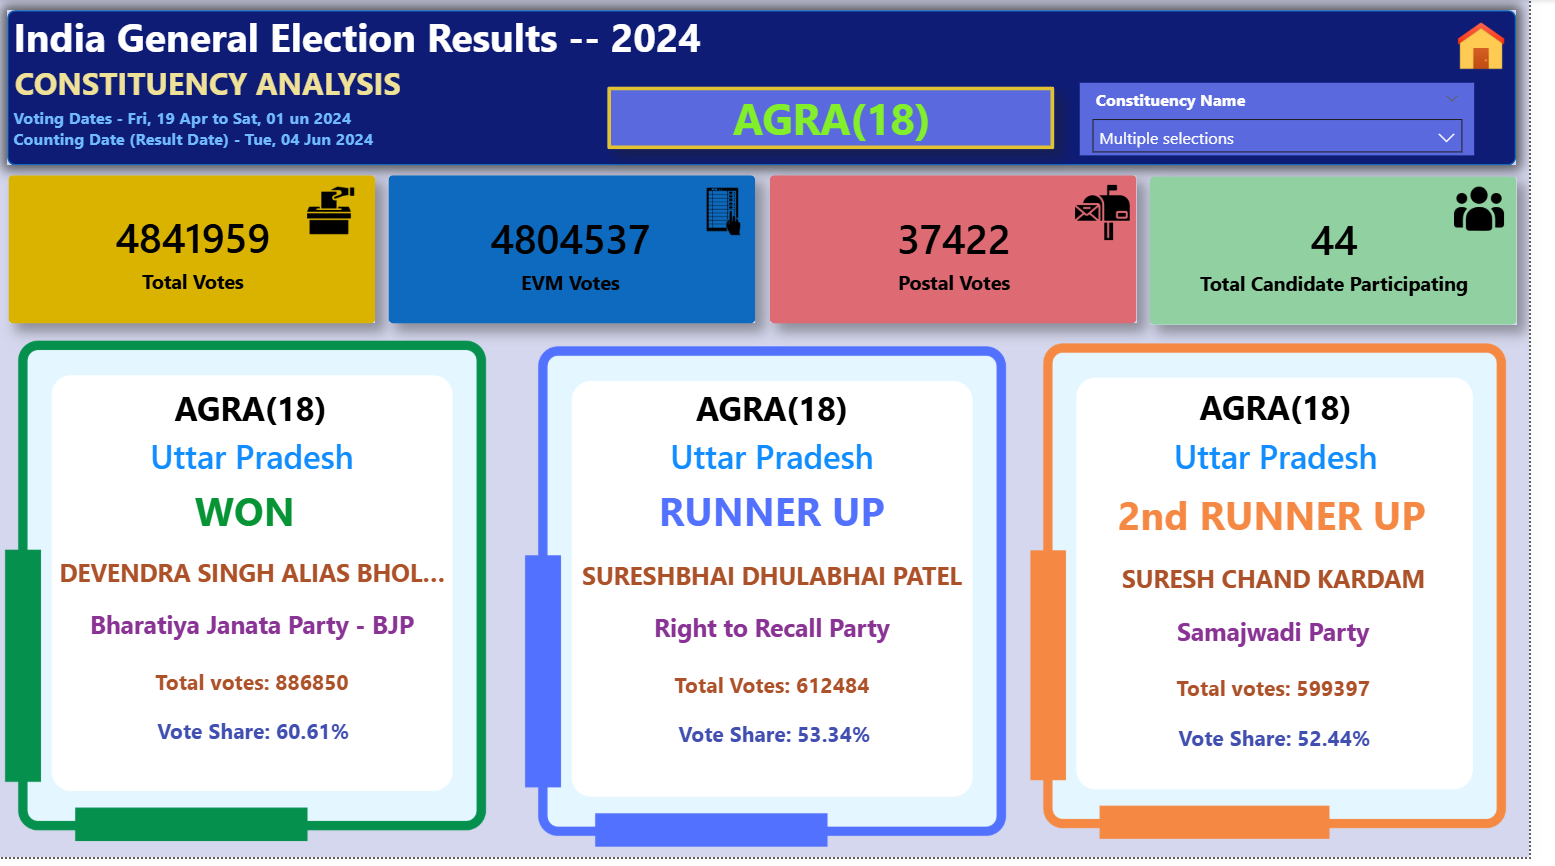 India General Election Results -- 2024
CONSTITUENCY ANALYSIS
Voting Dates - Fri, 19 Apr to Sat, 01 un 2024
Counting Date (Result Date) - Tue, 04 Jun 2024
AGRA(18)
Constituency Name
Multiple selections
4841959
Total Votes
4804537
EVM Votes
37422
Postal Votes
44
Total Candidate Participating
AGRA(18)
Uttar Pradesh
WON
DEVENDRA SINGH ALIAS BHOL...
Bharatiya Janata Party - BJP
Total votes: 886850
Vote Share: 60.61%
AGRA(18)
Uttar Pradesh
RUNNER UP
SURESHBHAI DHULABHAI PATEL
Right to Recall Party
Total Votes: 612484
Vote Share: 53.34%
AGRA(18)
Uttar Pradesh
2nd RUNNER UP
SURESH CHAND KARDAM
Samajwadi Party
Total votes: 599397
Vote Share: 52.44%